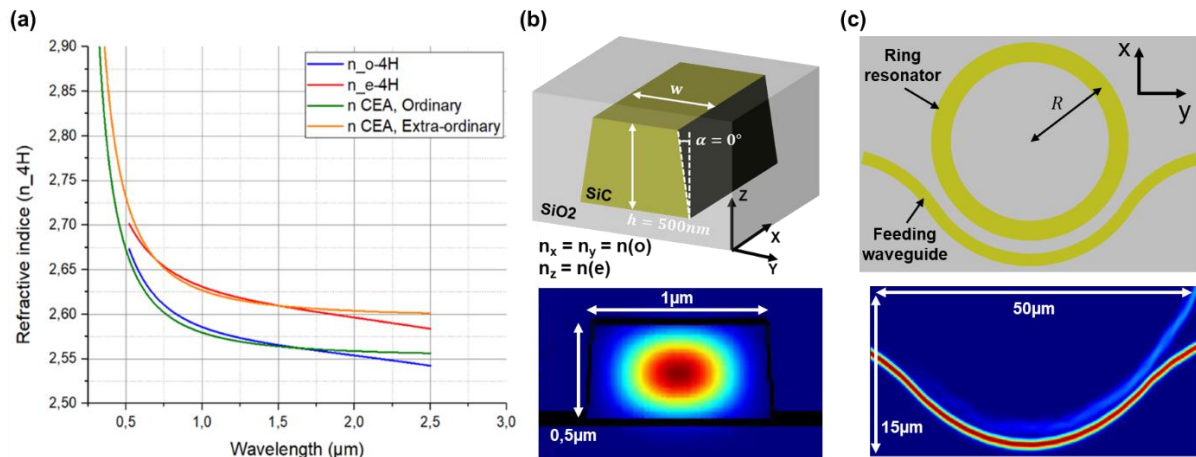 (a)
2,90
2,85
2,80
2,75
2,70
2,65
2,60
2,55
2,50
Refractive indice (n_4H)
n_o-4H
n_e-4H
n CEA, Ordinary
n CEA, Extra-ordinary
0,5
1,0
1,5
2,0
2,5
3,0
Wavelength (µm)
(b)
w
α = 0°
SiC
SiO2
h = 500nm
Z
X
Y
n_x = n_y = n(o)
n_z = n(e)
1µm
0,5µm
(c)
Ring
resonator
R
X
y
Feeding
waveguide
50µm
15µm